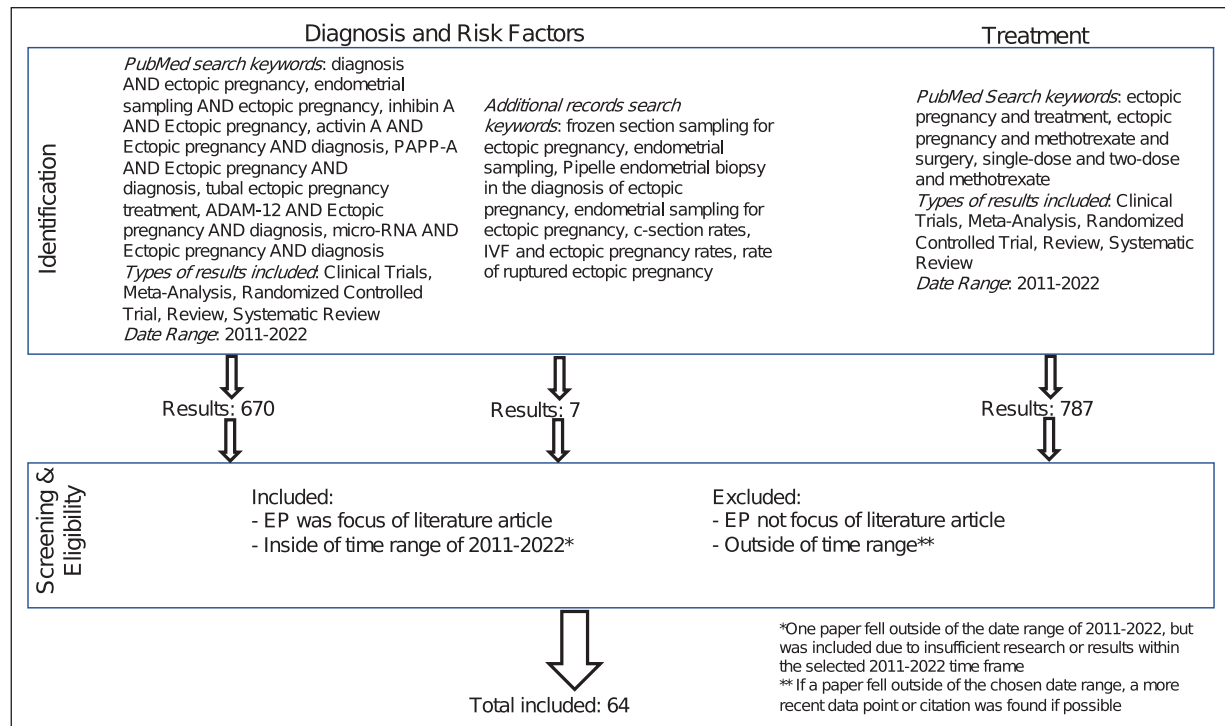 Diagnosis and Risk Factors
Treatment
Identification
PubMed search keywords: diagnosis
AND ectopic pregnancy, endometrial
sampling AND ectopic pregnancy, inhibin A
AND Ectopic pregnancy, activin A AND
Ectopic pregnancy AND diagnosis, PAPP-A
AND Ectopic pregnancy AND
diagnosis, tubal ectopic pregnancy
treatment, ADAM-12 AND Ectopic
pregnancy AND diagnosis, micro-RNA AND
Ectopic pregnancy AND diagnosis
Types of results included: Clinical Trials,
Meta-Analysis, Randomized Controlled
Trial, Review, Systematic Review
Date Range: 2011-2022
Additional records search
keywords: frozen section sampling for
ectopic pregnancy, endometrial
sampling, Pipelle endometrial biopsy
in the diagnosis of ectopic
pregnancy, endometrial sampling for
ectopic pregnancy, c-section rates,
IVF and ectopic pregnancy rates, rate
of ruptured ectopic pregnancy
PubMed Search keywords: ectopic
pregnancy and treatment, ectopic
pregnancy and methotrexate and
surgery, single-dose and two-dose
and methotrexate
Types of results included: Clinical
Trials, Meta-Analysis, Randomized
Controlled Trial, Review, Systematic
Review
Date Range: 2011-2022
Results: 670
Results: 7
Results: 787
Screening &
Eligibility
Included:
- EP was focus of literature article
- Inside of time range of 2011-2022*
Excluded:
- EP not focus of literature article
- Outside of time range**
Total included: 64
*One paper fell outside of the date range of 2011-2022, but
was included due to insufficient research or results within
the selected 2011-2022 time frame
** If a paper fell outside of the chosen date range, a more
recent data point or citation was found if possible